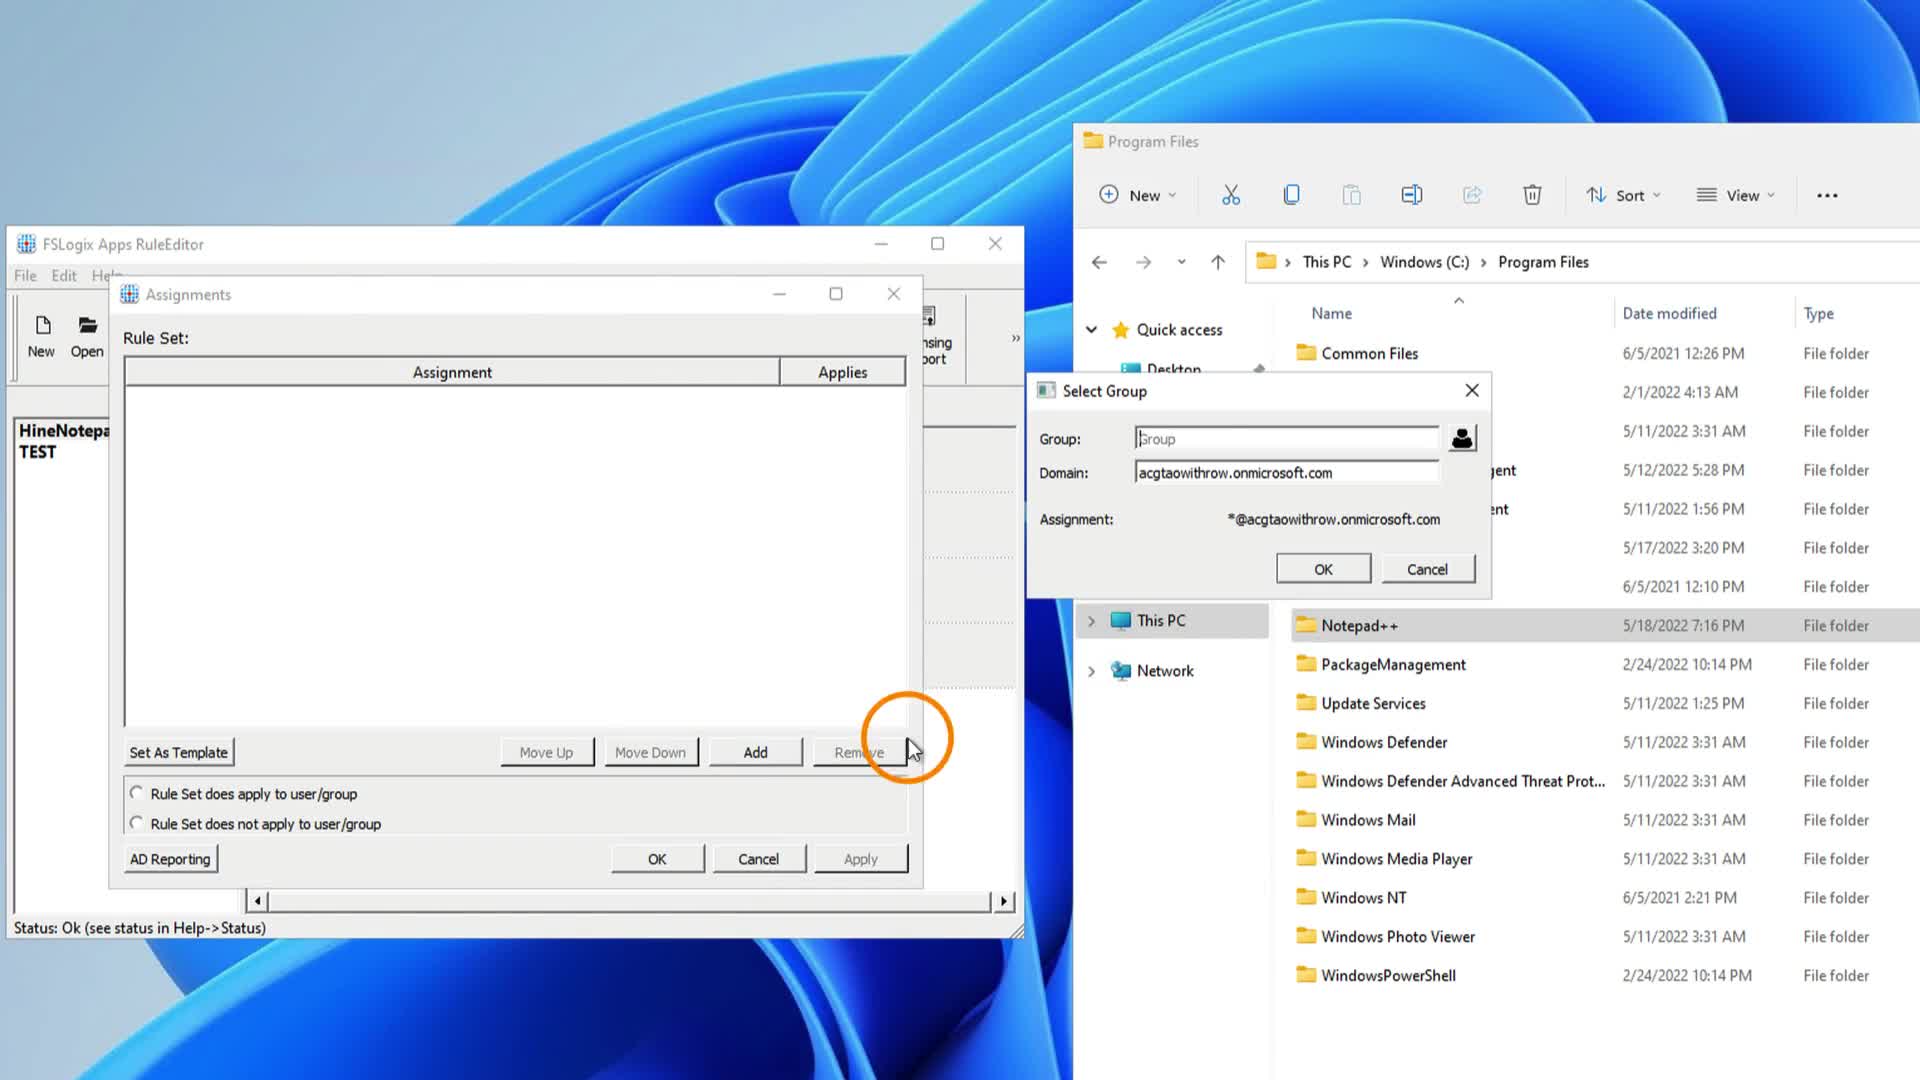 Program Files
New
Sort
View
This PC
Windows (C:)
Program Files
Name
Date modified
Type
Quick access
Desktop
Common Files 6/5/2021 12:26 PM File folder
2/1/2022 4:13 AM File folder
5/11/2022 3:31 AM File folder
gent 5/12/2022 5:28 PM File folder
ent 5/11/2022 1:56 PM File folder
5/17/2022 3:20 PM File folder
6/5/2021 12:10 PM File folder
This PC
Network
Notepad++ 5/18/2022 7:16 PM File folder
PackageManagement 2/24/2022 10:14 PM File folder
Update Services 5/11/2022 1:25 PM File folder
Windows Defender 5/11/2022 3:31 AM File folder
Windows Defender Advanced Threat Prot... 5/11/2022 3:31 AM File folder
Windows Mail 5/11/2022 3:31 AM File folder
Windows Media Player 5/11/2022 3:31 AM File folder
Windows NT 6/5/2021 2:21 PM File folder
Windows Photo Viewer 5/11/2022 3:31 AM File folder
WindowsPowerShell 2/24/2022 10:14 PM File folder
Select Group
Group: Group
Domain: acgtaowithrow.onmicrosoft.com
Assignment: *@acgtaowithrow.onmicrosoft.com
OK Cancel
FSLogix Apps RuleEditor
File Edit Help
New Open
nsing
port
HineNotepa
TEST
Assignments
Rule Set:
Assignment Applies
Set As Template Move Up Move Down Add Remove
Rule Set does apply to user/group
Rule Set does not apply to user/group
AD Reporting OK Cancel Apply
Status: Ok (see status in Help->Status)